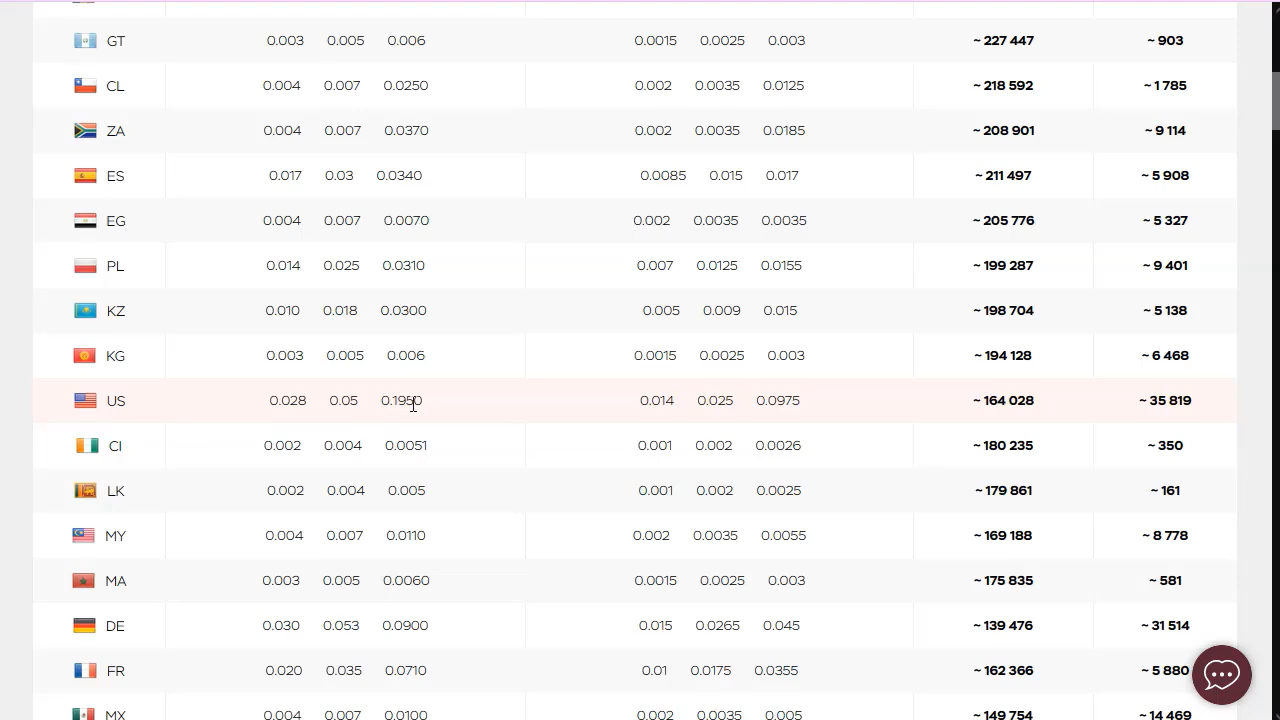 GT 0.003 0.005 0.006 0.0015 0.0025 0.003 ~ 227 447 ~ 903
CL 0.004 0.007 0.0250 0.002 0.0035 0.0125 ~ 218 592 ~ 1 785
ZA 0.004 0.007 0.0370 0.002 0.0035 0.0185 ~ 208 901 ~ 9 114
ES 0.017 0.03 0.0340 0.0085 0.015 0.017 ~ 211 497 ~ 5 908
EG 0.004 0.007 0.0070 0.002 0.0035 0.0035 ~ 205 776 ~ 5 327
PL 0.014 0.025 0.0310 0.007 0.0125 0.0155 ~ 199 287 ~ 9 401
KZ 0.010 0.018 0.0300 0.005 0.009 0.015 ~ 198 704 ~ 5 138
KG 0.003 0.005 0.006 0.0015 0.0025 0.003 ~ 194 128 ~ 6 468
US 0.028 0.05 0.1950 0.014 0.025 0.0975 ~ 164 028 ~ 35 819
CI 0.002 0.004 0.0051 0.001 0.002 0.0026 ~ 180 235 ~ 350
LK 0.002 0.004 0.005 0.001 0.002 0.0025 ~ 179 861 ~ 161
MY 0.004 0.007 0.0110 0.002 0.0035 0.0055 ~ 169 188 ~ 8 778
MA 0.003 0.005 0.0060 0.0015 0.0025 0.003 ~ 175 835 ~ 581
DE 0.030 0.053 0.0900 0.015 0.0265 0.045 ~ 139 476 ~ 31 514
FR 0.020 0.035 0.0710 0.01 0.0175 0.0355 ~ 162 366 ~ 5 880
MX 0.004 0.007 0.0100 0.002 0.0035 0.005 ~ 149 754 ~ 14 469